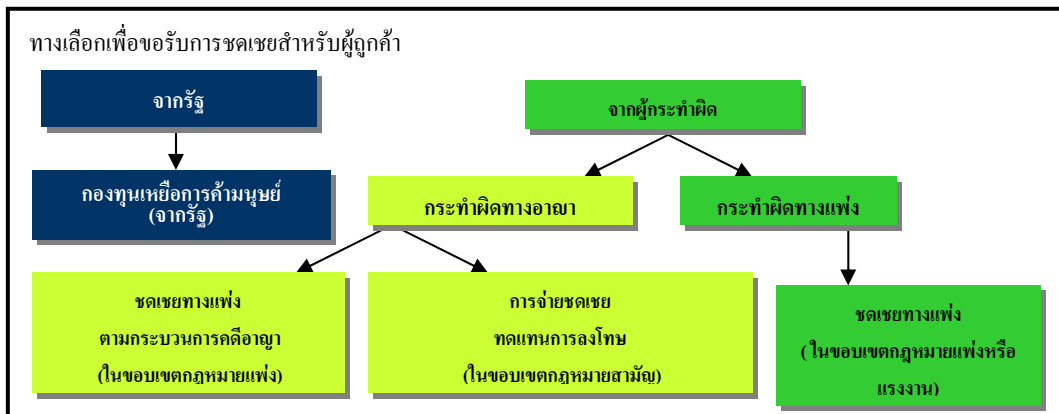 ทางเลือกเพื่อขอรับการชดเชยสำหรับผู้ถูกค้า
จากรัฐ
จากผู้กระทำผิด
กองทุนเหยื่อการค้ามนุษย์
(จากรัฐ)
กระทำผิดทางอาฌา
กระทำผิดทางแพ่ง
ชดเชยทางแพ่ง
ตามกระบวนการคดีอาญา
(ในขอบเขตกฎหมายแพ่ง)
การจ่ายชดเชย
ทดแทนการลงโทษ
(ในขอบเขตกฎหมายสามัญ)
ชดเชยทางแพ่ง
( ในขอบเขตกฎหมายแพ่งหรือ
แรงงาน)